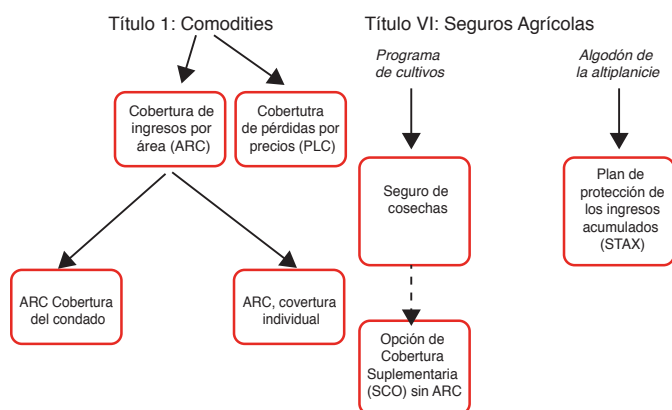 Título 1: Comodities
Título VI: Seguros Agrícolas
Programa
de cultivos
Algodón de
la altiplanicie
Cobertura de
ingresos por
área (ARC)
Cobertutra
de pérdidas por
precios (PLC)
Seguro de
cosechas
Plan de
protección de
los ingresos
acumulados
(STAX)
ARC Cobertura
del condado
ARC, covertura
individual
Opción de
Cobertura
Suplementaria
(SCO) sin ARC